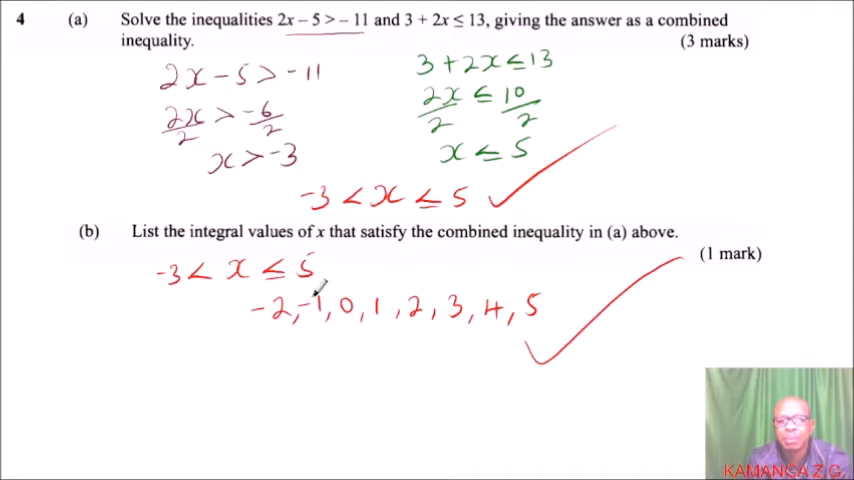 4 (a) Solve the inequalities 2x – 5 > – 11 and 3 + 2x ≤ 13, giving the answer as a combined
inequality. (3 marks)
2x – 5 > –11
2x/2 > –6/2
x > –3
3 + 2x ≤ 13
2x/2 ≤ 10/2
x ≤ 5
–3 < x ≤ 5
(b) List the integral values of x that satisfy the combined inequality in (a) above.
(1 mark)
–3 < x ≤ 5
–2, –1, 0, 1, 2, 3, 4, 5
KAMANGA Z.G.